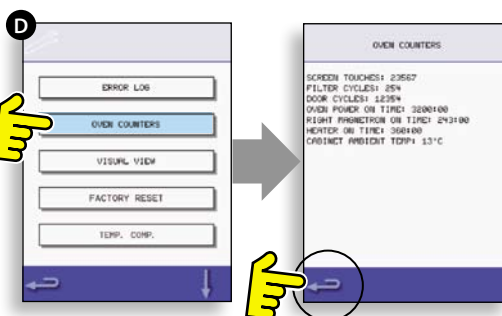 D
ERROR LOG
OVEN COUNTERS
VISUAL VIEW
FACTORY RESET
TEMP. COMP.
OVEN COUNTERS
SCREEN TOUCHES: 23567
FILTER CYCLES: 254
DOOR CYCLES: 12354
OVEN POWER ON TIME: 3200:00
RIGHT MAGNETRON ON TIME: 243:00
HEATER ON TIME: 360:00
CABINET AMBIENT TEMP: 13°C